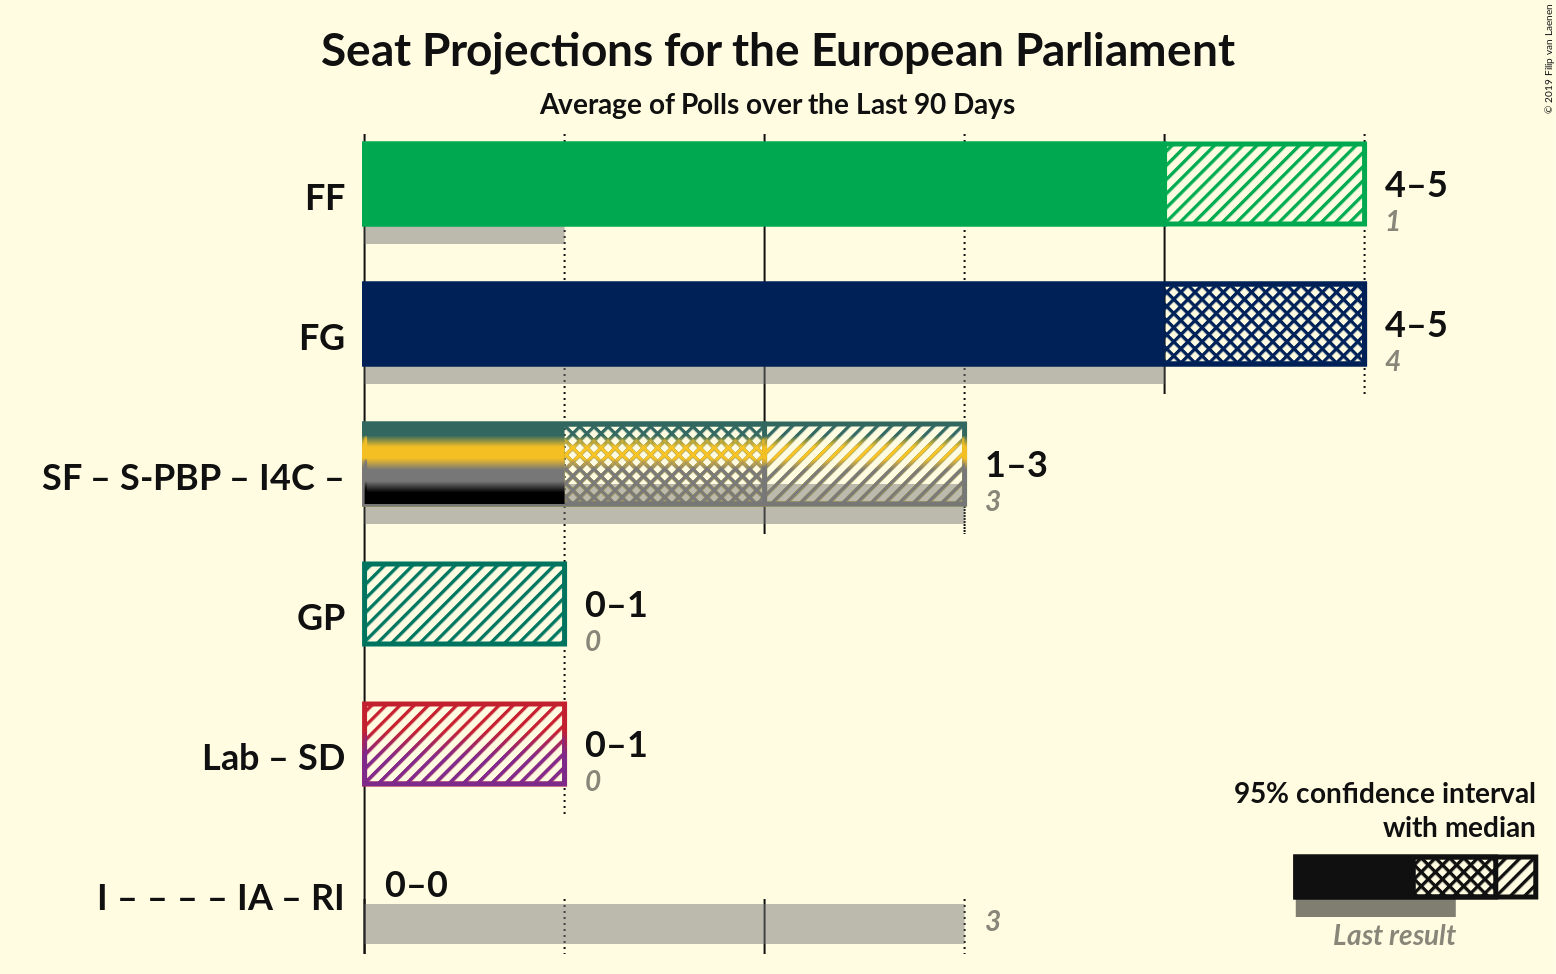 Seat Projections for the European Parliament
Average of Polls over the Last 90 Days
© 2019 Filip van Laenen
FF
4–5
1
FG
4–5
4
SF – S-PBP – I4C –
1–3
3
GP
0–1
0
Lab – SD
0–1
0
I – – – – IA – RI
0–0
3
95% confidence interval
with median
Last result